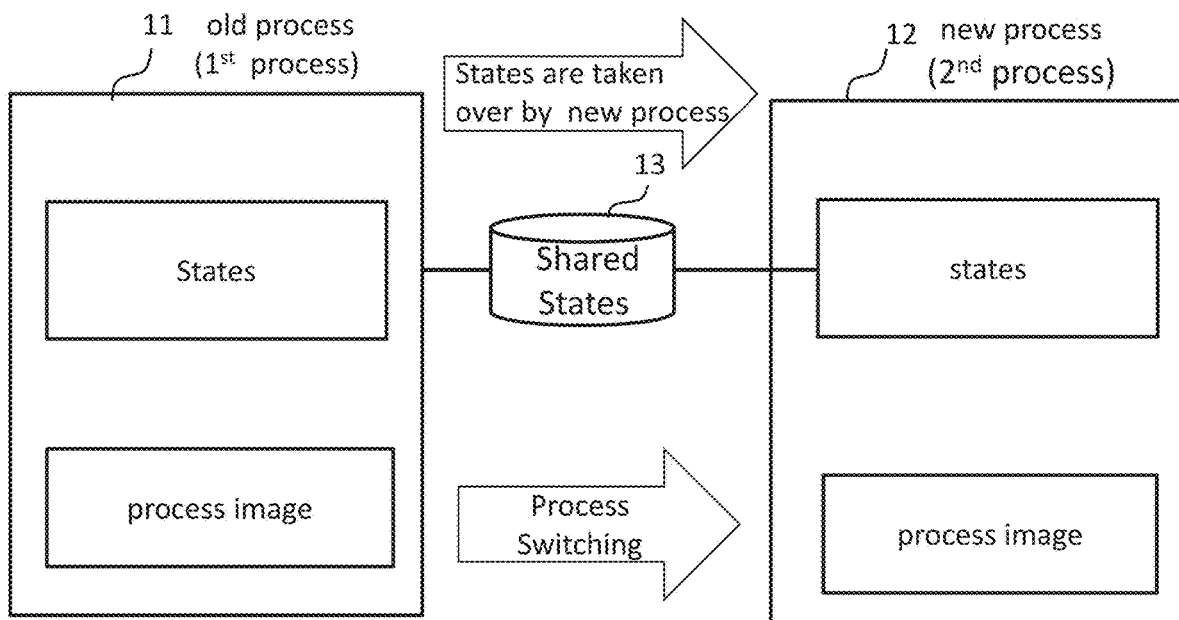 11 old process
(1st process)
States are taken
over by new process
12 new process
(2nd process)
13
States
Shared
States
states
process image
Process
Switching
process image